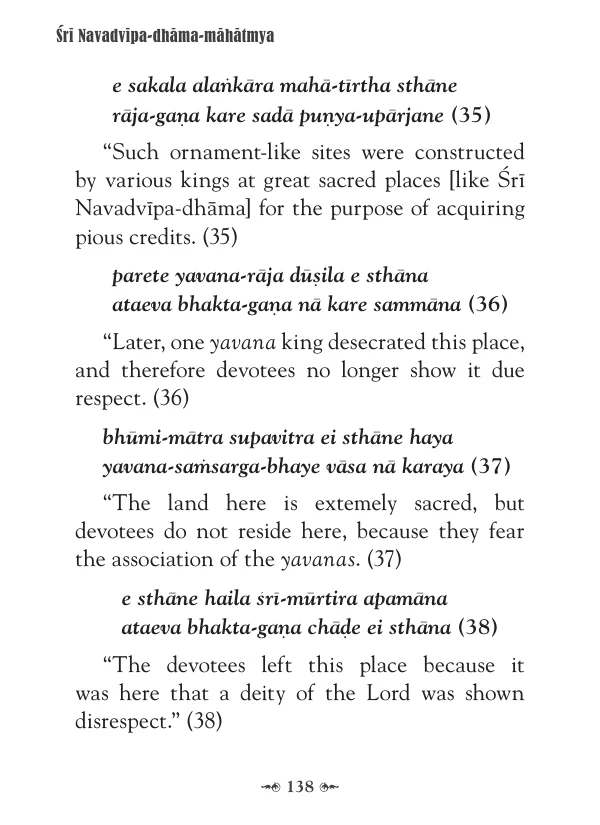 Śrī Navadvīpa-dhāma-māhātmya
e sakala alaṅkāra mahā-tīrtha sthāne
rāja-gaṇa kare sadā puṇya-upārjane (35)
“Such ornament-like sites were constructed
by various kings at great sacred places [like Śrī
Navadvīpa-dhāma] for the purpose of acquiring
pious credits. (35)
parete yavana-rāja dūṣila e sthāna
ataeva bhakta-gaṇa nā kare sammāna (36)
“Later, one yavana king desecrated this place,
and therefore devotees no longer show it due
respect. (36)
bhūmi-mātra supavitra ei sthāne haya
yavana-saṁsarga-bhaye vāsa nā karaya (37)
“The land here is extemely sacred, but
devotees do not reside here, because they fear
the association of the yavanas. (37)
e sthāne haila śrī-mūrtira apamāna
ataeva bhakta-gaṇa chāḍe ei sthāna (38)
“The devotees left this place because it
was here that a deity of the Lord was shown
disrespect.” (38)
138